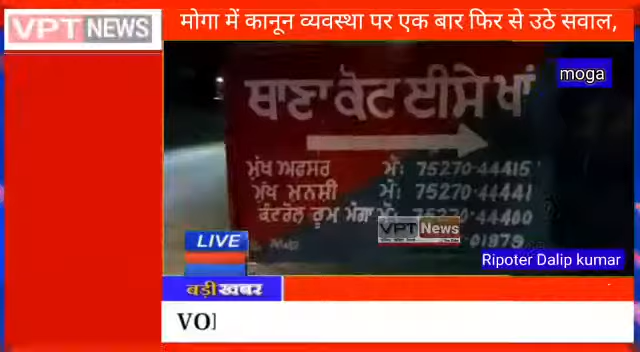 VPT NEWS
मोगा में कानून व्यवस्था पर एक बार फिर से उठे सवाल,
moga
ਥਾਣਾ ਕੋਟ ਈਸੇ ਖਾਂ
ਮੁੱਖ ਅਫਸਰ ਮੋ: 75270-44415
ਮੁੱਖ ਮੁਨਸ਼ੀ ਮੋ: 75270-44441
ਕੰਟਰੋਲ ਰੂਮ ਮੋਗਾ ਮੋ: 75270-44400
VPT News
01979
LIVE
Ripoter Dalip kumar
बड़ी खबर
VO